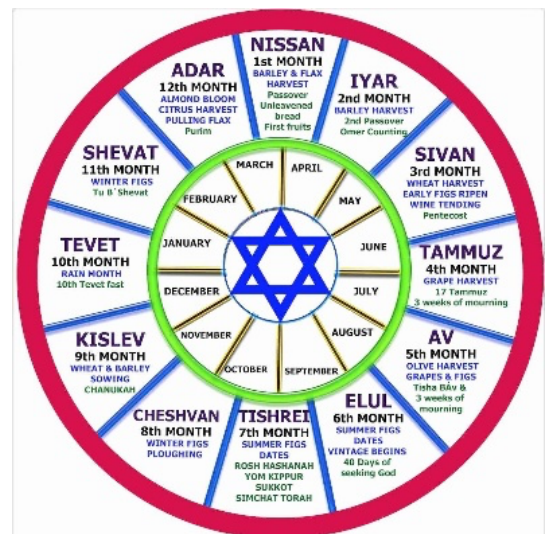 NISSAN
1st MONTH
BARLEY & FLAX
HARVEST
Passover
Unleavened
bread
First fruits
IYAR
2nd MONTH
BARLEY HARVEST
2nd Passover
Omer Counting
SIVAN
3rd MONTH
WHEAT HARVEST
EARLY FIGS RIPEN
WINE TENDING
Pentecost
TAMMUZ
4th MONTH
GRAPE HARVEST
17 Tammuz
3 weeks of mourning
AV
5th MONTH
OLIVE HARVEST
GRAPES & FIGS
Tisha BÁv &
3 weeks of
mourning
ELUL
6th MONTH
SUMMER FIGS
DATES
VINTAGE BEGINS
40 Days of
seeking God
TISHREI
7th MONTH
SUMMER FIGS
DATES
ROSH HASHANAH
YOM KIPPUR
SUKKOT
SIMCHAT TORAH
CHESHVAN
8th MONTH
WINTER FIGS
PLOUGHING
KISLEV
9th MONTH
WHEAT & BARLEY
SOWING
CHANUKAH
TEVET
10th MONTH
RAIN MONTH
10th Tevet fast
SHEVAT
11th MONTH
WINTER FIGS
Tu B`Shevat
ADAR
12th MONTH
ALMOND BLOOM
CITRUS HARVEST
PULLING FLAX
Purim
APRIL
MAY
JUNE
JULY
AUGUST
SEPTEMBER
OCTOBER
NOVEMBER
DECEMBER
JANUARY
FEBRUARY
MARCH